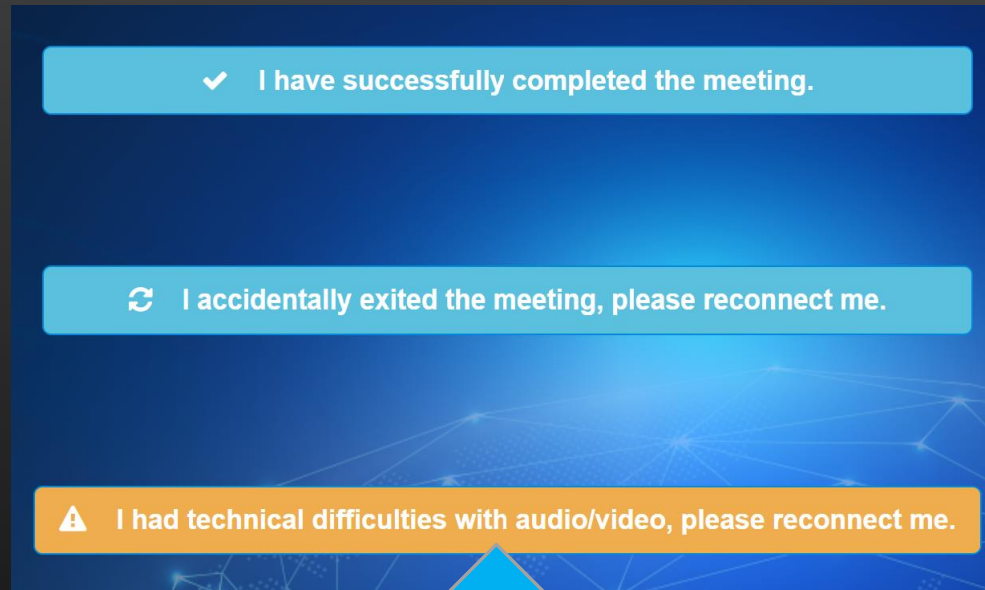 I have successfully completed the meeting.
I accidentally exited the meeting, please reconnect me.
I had technical difficulties with audio/video, please reconnect me.